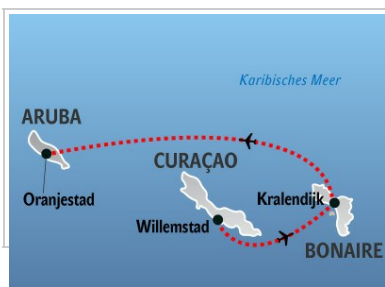 Karibisches Meer
ARUBA
CURAÇAO
Oranjestad
Kralendijk
Willemstad
BONAIRE